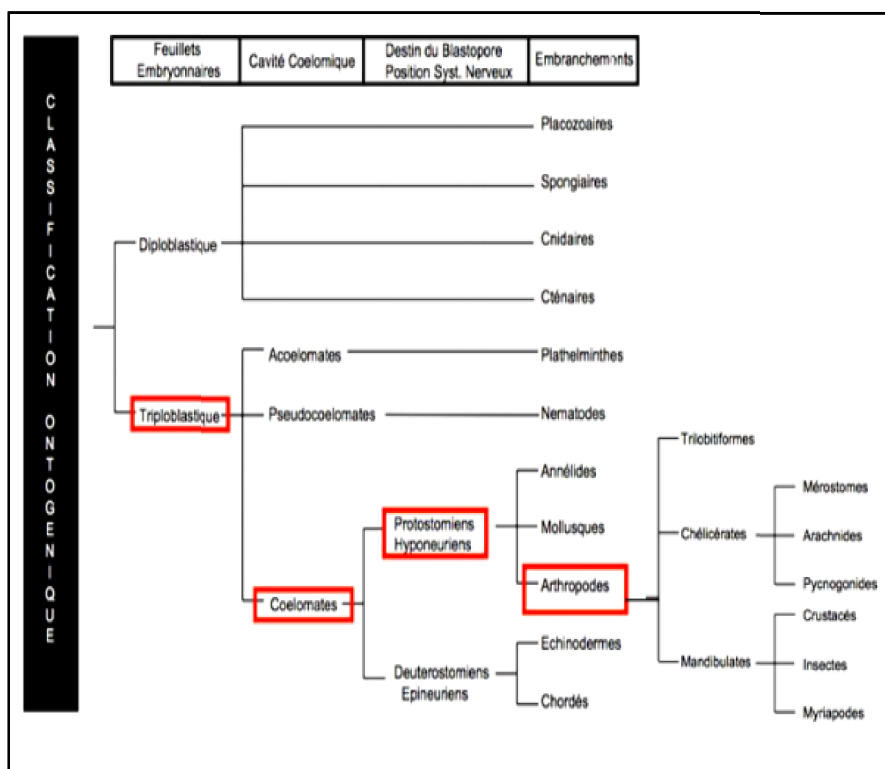 CLASSIFICATION ONTOGENIQUE
Feuillets
Embryonnaires
Cavité Coelomique
Destin du Blastopore
Position Syst. Nerveux
Embranchements
Placozoaires
Spongiaires
Diploblastique
Cnidaires
Cténaires
Acoelomates
Plathelminthes
Triploblastique
Pseudocoelomates
Nematodes
Trilobitiformes
Annélides
Mérostomes
Protostomiens
Hyponeuriens
Mollusques
Chélicérates
Arachnides
Coelomates
Arthropodes
Pycnogonides
Crustacés
Echinodermes
Mandibulates
Insectes
Deuterostomiens
Epineuriens
Chordés
Myriapodes